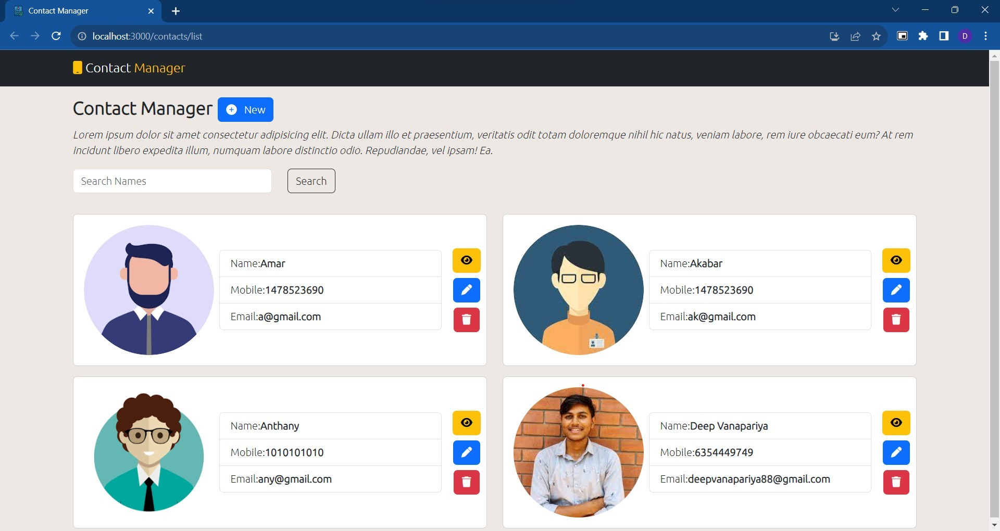 Contact Manager
localhost:3000/contacts/list
D
Contact Manager
Contact Manager
New
Lorem ipsum dolor sit amet consectetur adipisicing elit. Dicta ullam illo et praesentium, veritatis odit totam doloremque nihil hic natus, veniam labore, rem iure obcaecati eum? At rem
incidunt libero expedita illum, numquam labore distinctio odio. Repudiandae, vel ipsam! Ea.
Search Names
Search
Name:Amar
Mobile:1478523690
Email:a@gmail.com
Name:Akabar
Mobile:1478523690
Email:ak@gmail.com
Name:Anthany
Mobile:1010101010
Email:any@gmail.com
Name:Deep Vanapariya
Mobile:6354449749
Email:deepvanapariya88@gmail.com